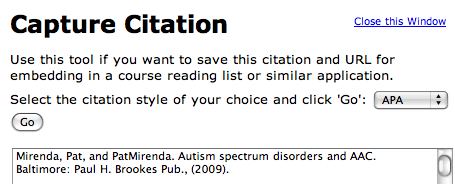 Capture Citation
Close this Window
Use this tool if you want to save this citation and URL for
embedding in a course reading list or similar application.
Select the citation style of your choice and click 'Go': APA
Go
Mirenda, Pat, and PatMirenda. Autism spectrum disorders and AAC.
Baltimore: Paul H. Brookes Pub., (2009).